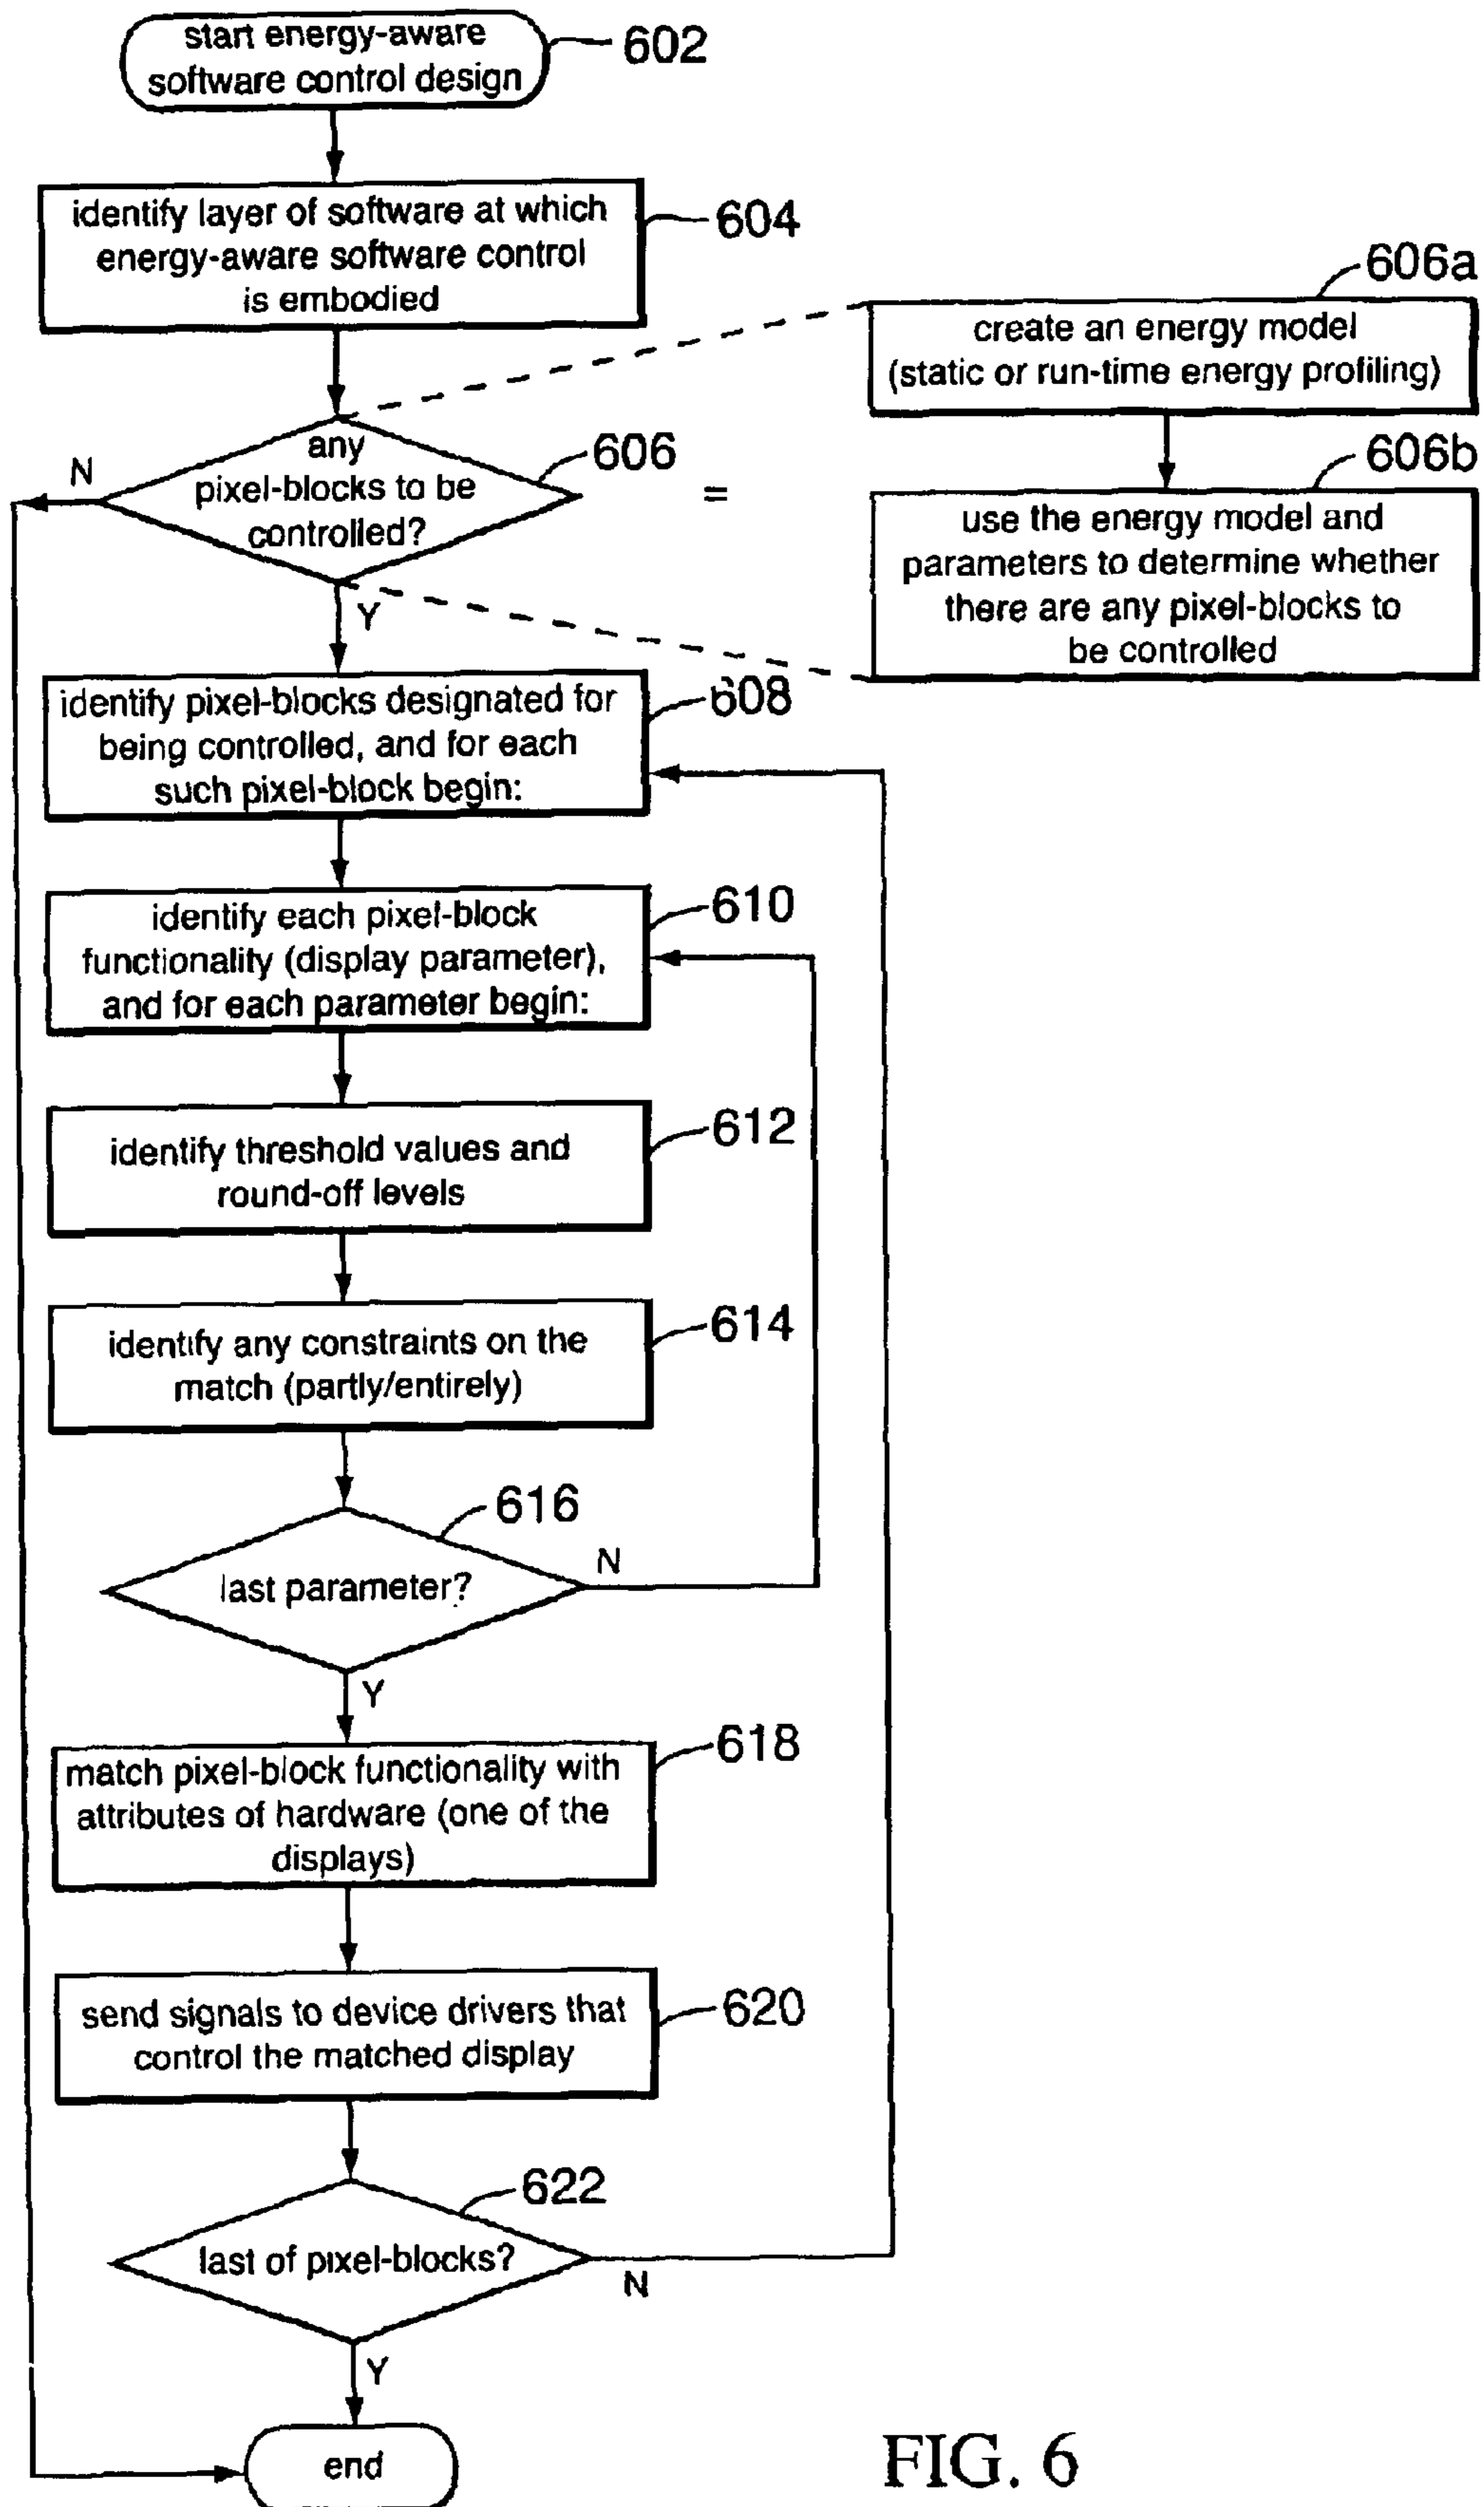 start energy-aware
software control design
602
identify layer of software at which
energy-aware software control
is embodied
604
606a
create an energy model
(static or run-time energy profiling)
any
pixel-blocks to be
controlled?
606
N
Y
=
606b
use the energy model and
parameters to determine whether
there are any pixel-blocks to
be controlled
identify pixel-blocks designated for
being controlled, and for each
such pixel-block begin:
608
identify each pixel-block
functionality (display parameter),
and for each parameter begin:
610
identify threshold values and
round-off levels
612
identify any constraints on the
match (partly/entirely)
614
616
last parameter?
N
Y
match pixel-block functionality with
attributes of hardware (one of the
displays)
618
send signals to device drivers that
control the matched display
620
622
last of pixel-blocks?
N
Y
end
FIG. 6